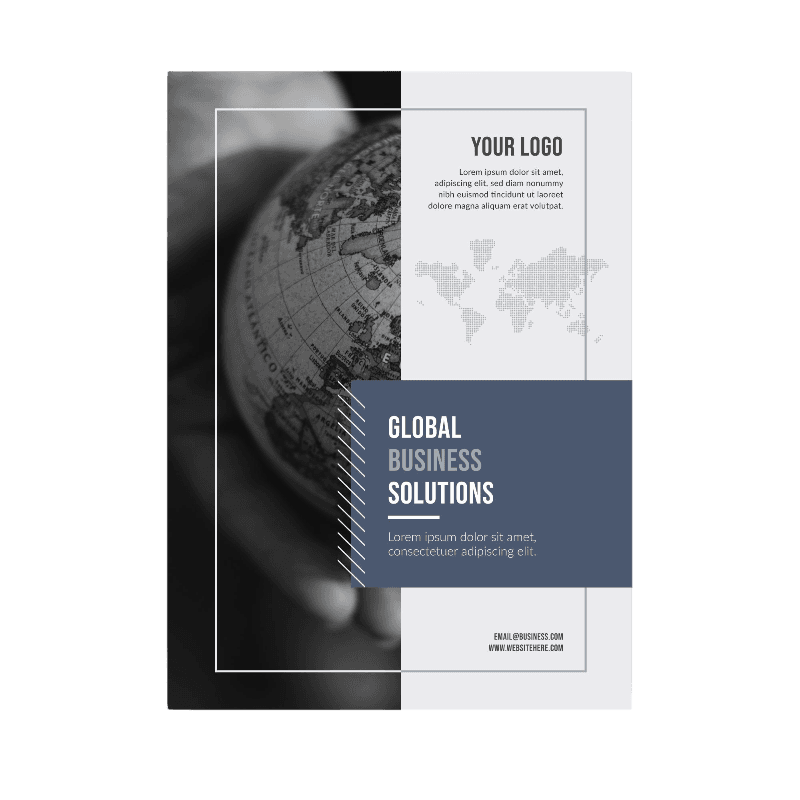 YOUR LOGO
Lorem ipsum dolor sit amet,
adipiscing elit, sed diam nonummy
nibh euismod tincidunt ut laoreet
dolore magna aliquam erat volutpat.
ATLANTICO
GLOBAL
BUSINESS
SOLUTIONS
Lorem ipsum dolor sit amet,
consectetuer adipiscing elit.
EMAIL@BUSINESS.COM
WWW.WEBSITEHERE.COM